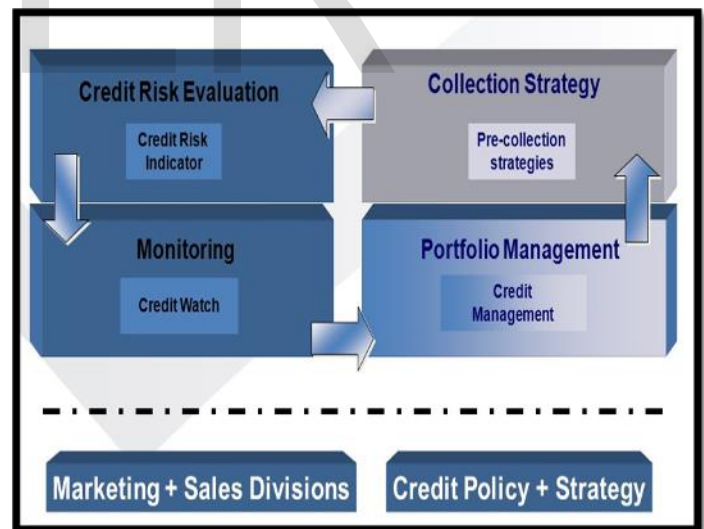 Credit Risk Evaluation
Credit Risk
Indicator
Collection Strategy
Pre-collection
strategies
Monitoring
Credit Watch
Portfolio Management
Credit
Management
Marketing + Sales Divisions
Credit Policy + Strategy